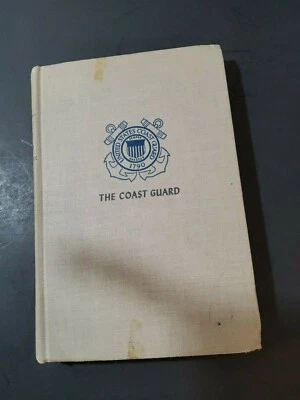 UNITED STATES COAST GUARD
1790
THE COAST GUARD